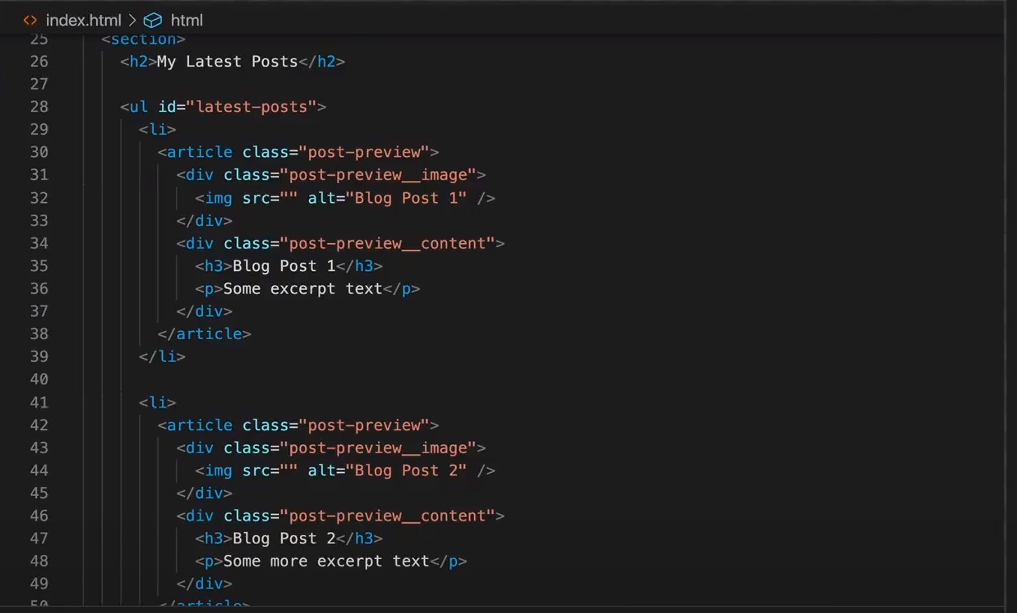 index.html > html
25 <section>
26 <h2>My Latest Posts</h2>
27
28 <ul id="latest-posts">
29 <li>
30 <article class="post-preview">
31 <div class="post-preview__image">
32 <img src="" alt="Blog Post 1" />
33 </div>
34 <div class="post-preview__content">
35 <h3>Blog Post 1</h3>
36 <p>Some excerpt text</p>
37 </div>
38 </article>
39 </li>
40
41 <li>
42 <article class="post-preview">
43 <div class="post-preview__image">
44 <img src="" alt="Blog Post 2" />
45 </div>
46 <div class="post-preview__content">
47 <h3>Blog Post 2</h3>
48 <p>Some more excerpt text</p>
49 </div>
50 </article>